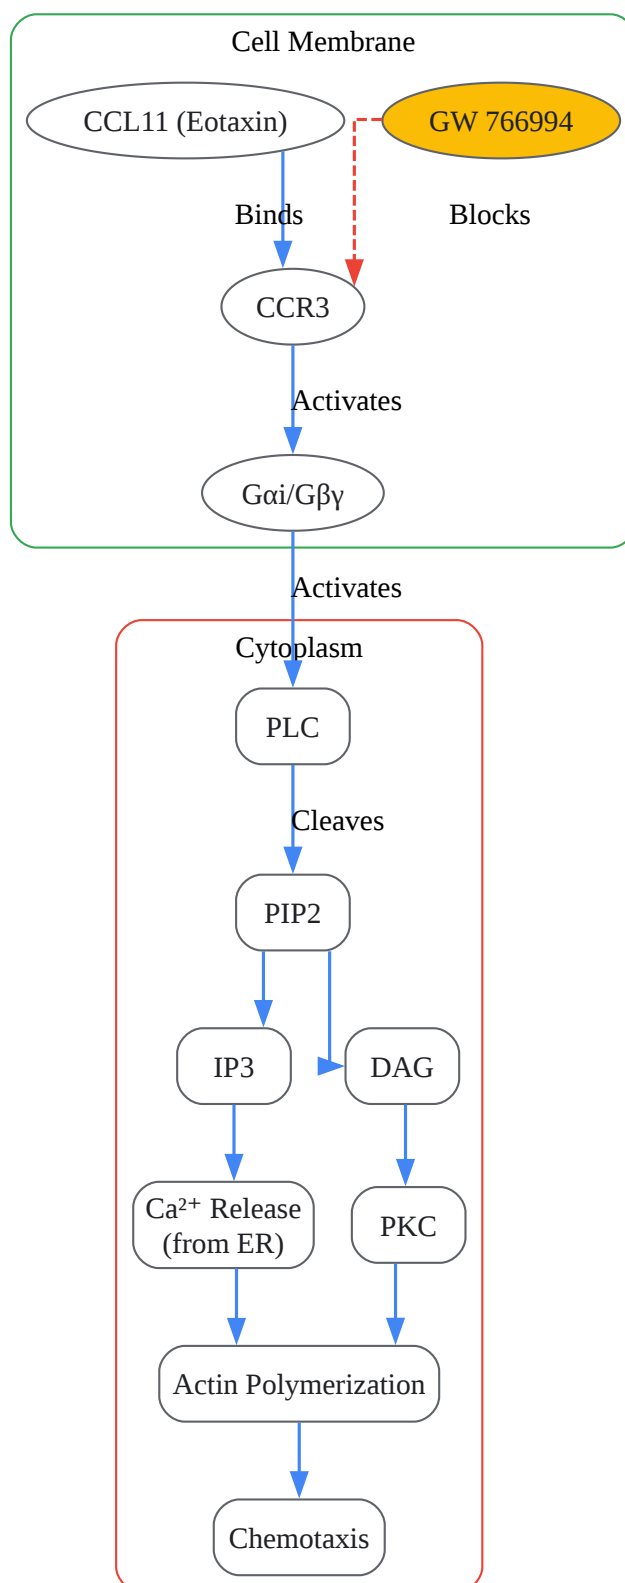 Cell Membrane
CCL11 (Eotaxin)
GW 766994
Binds
Blocks
CCR3
Activates
Gαi/Gβγ
Activates
Cytoplasm
PLC
Cleaves
PIP2
IP3
DAG
Ca²⁺ Release
(from ER)
PKC
Actin Polymerization
Chemotaxis